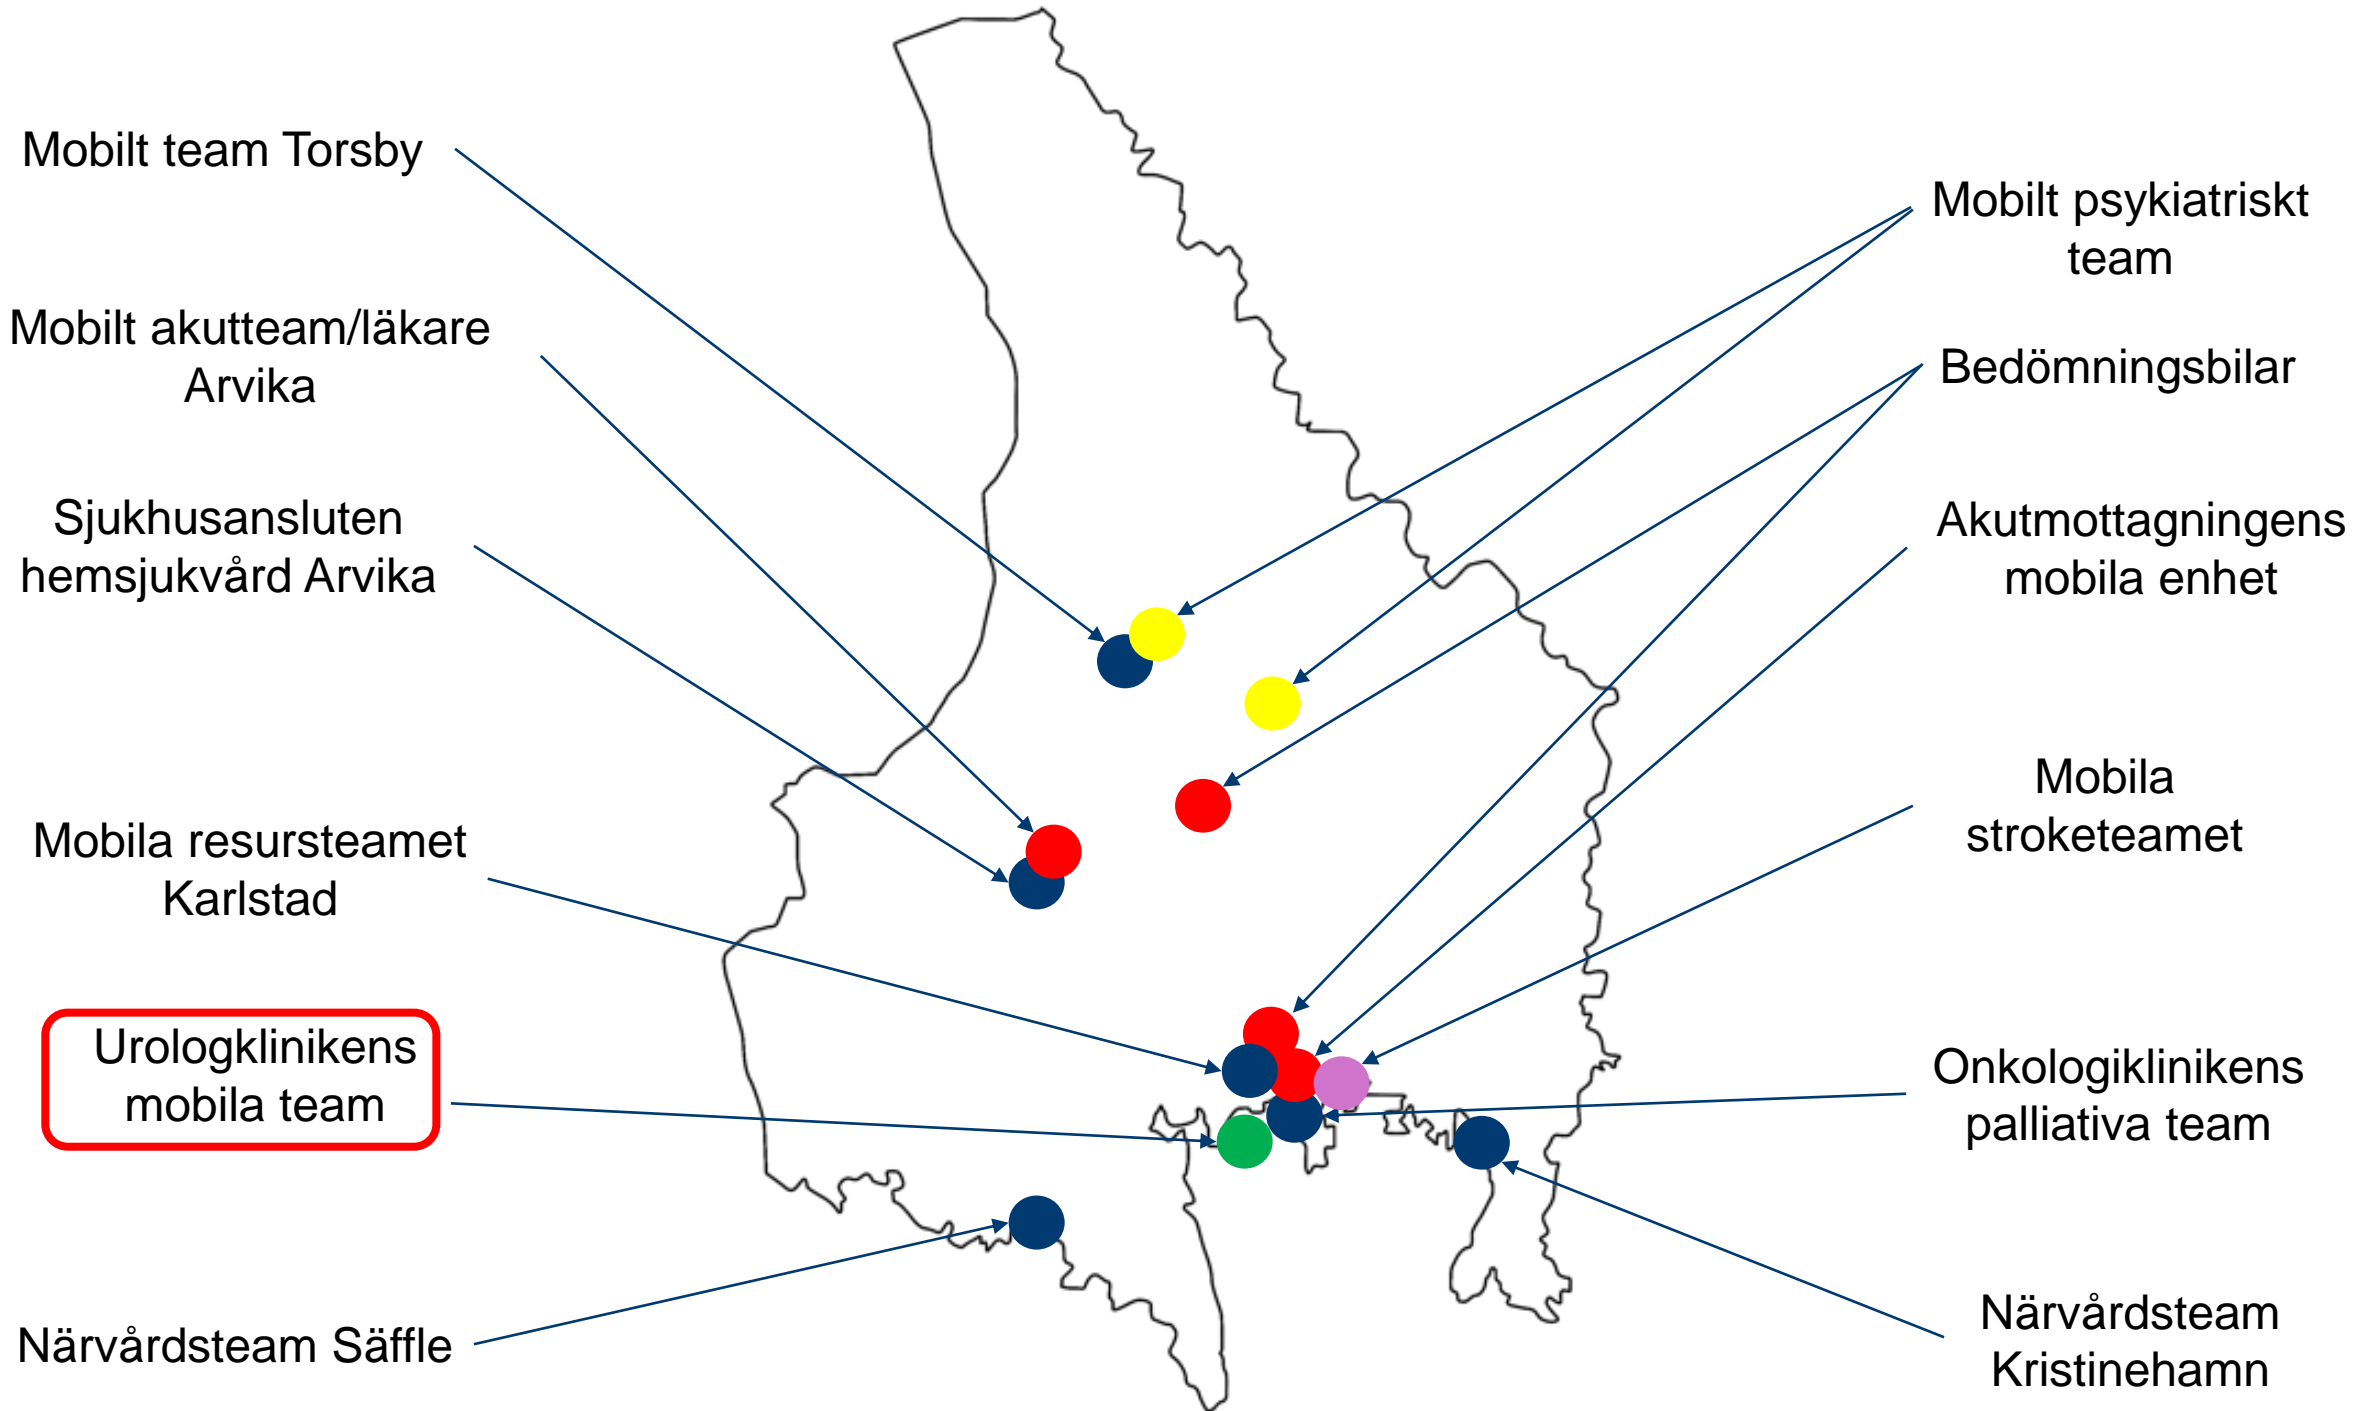 Mobilt team Torsby
Mobilt akutteam/läkare
Arvika
Sjukhusansluten
hemsjukvård Arvika
Mobila resursteamet
Karlstad
Urologklinikens
mobila team
Närvårdsteam Säffle
Mobilt psykiatriskt
team
Bedömningsbilar
Akutmottagningens
mobila enhet
Mobila
stroketeamet
Onkologiklinikens
palliativa team
Närvårdsteam
Kristinehamn